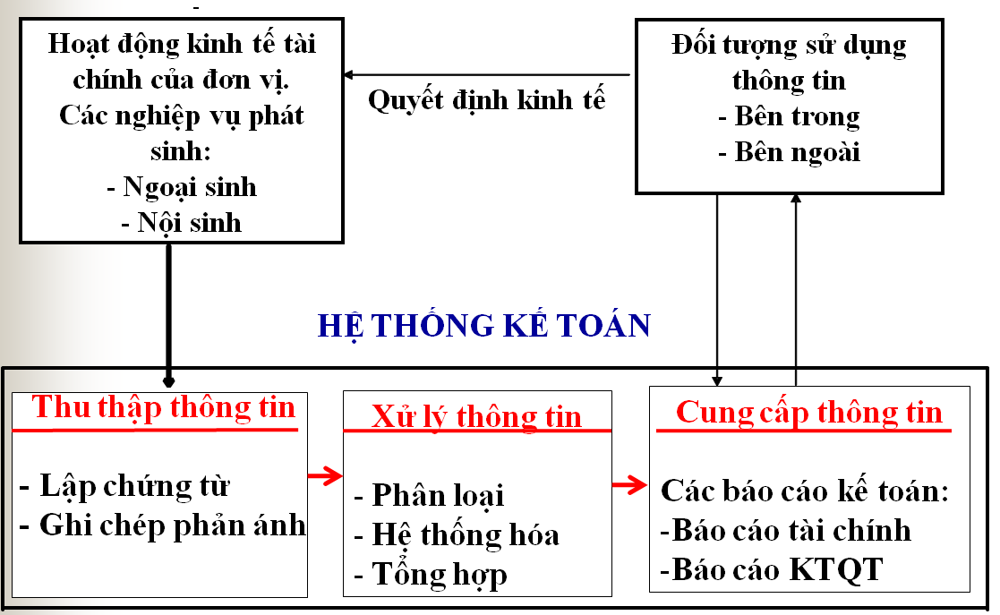 Hoạt động kinh tế tài
chính của đơn vị.
Các nghiệp vụ phát
sinh:
- Ngoại sinh
- Nội sinh
Quyết định kinh tế
Đối tượng sử dụng
thông tin
- Bên trong
- Bên ngoài
HỆ THỐNG KẾ TOÁN
Thu thập thông tin
- Lập chứng từ
- Ghi chép phản ánh
Xử lý thông tin
- Phân loại
- Hệ thống hóa
- Tổng hợp
Cung cấp thông tin
Các báo cáo kế toán:
-Báo cáo tài chính
-Báo cáo KTQT